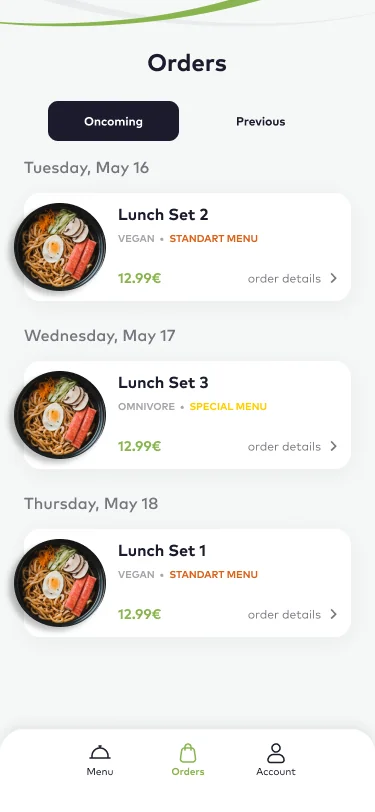 Orders
Oncoming
Previous
Tuesday, May 16
Lunch Set 2
VEGAN • STANDART MENU
12.99€
order details
Wednesday, May 17
Lunch Set 3
OMNIVORE • SPECIAL MENU
12.99€
order details
Thursday, May 18
Lunch Set 1
VEGAN • STANDART MENU
12.99€
order details
Menu
Orders
Account